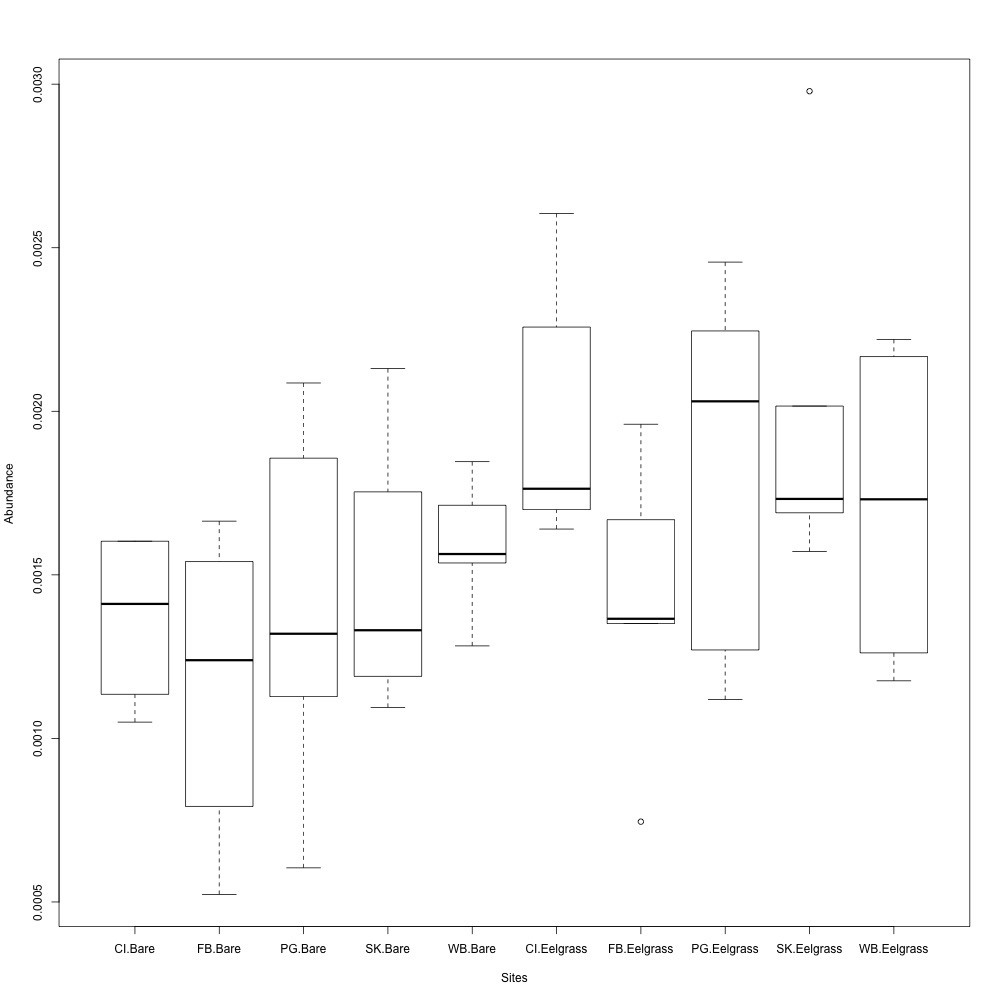 0.0030
0.0025
0.0020
0.0015
0.0010
0.0005
Abundance
CI.Bare
FB.Bare
PG.Bare
SK.Bare
WB.Bare
CI.Eelgrass
FB.Eelgrass
PG.Eelgrass
SK.Eelgrass
WB.Eelgrass
Sites